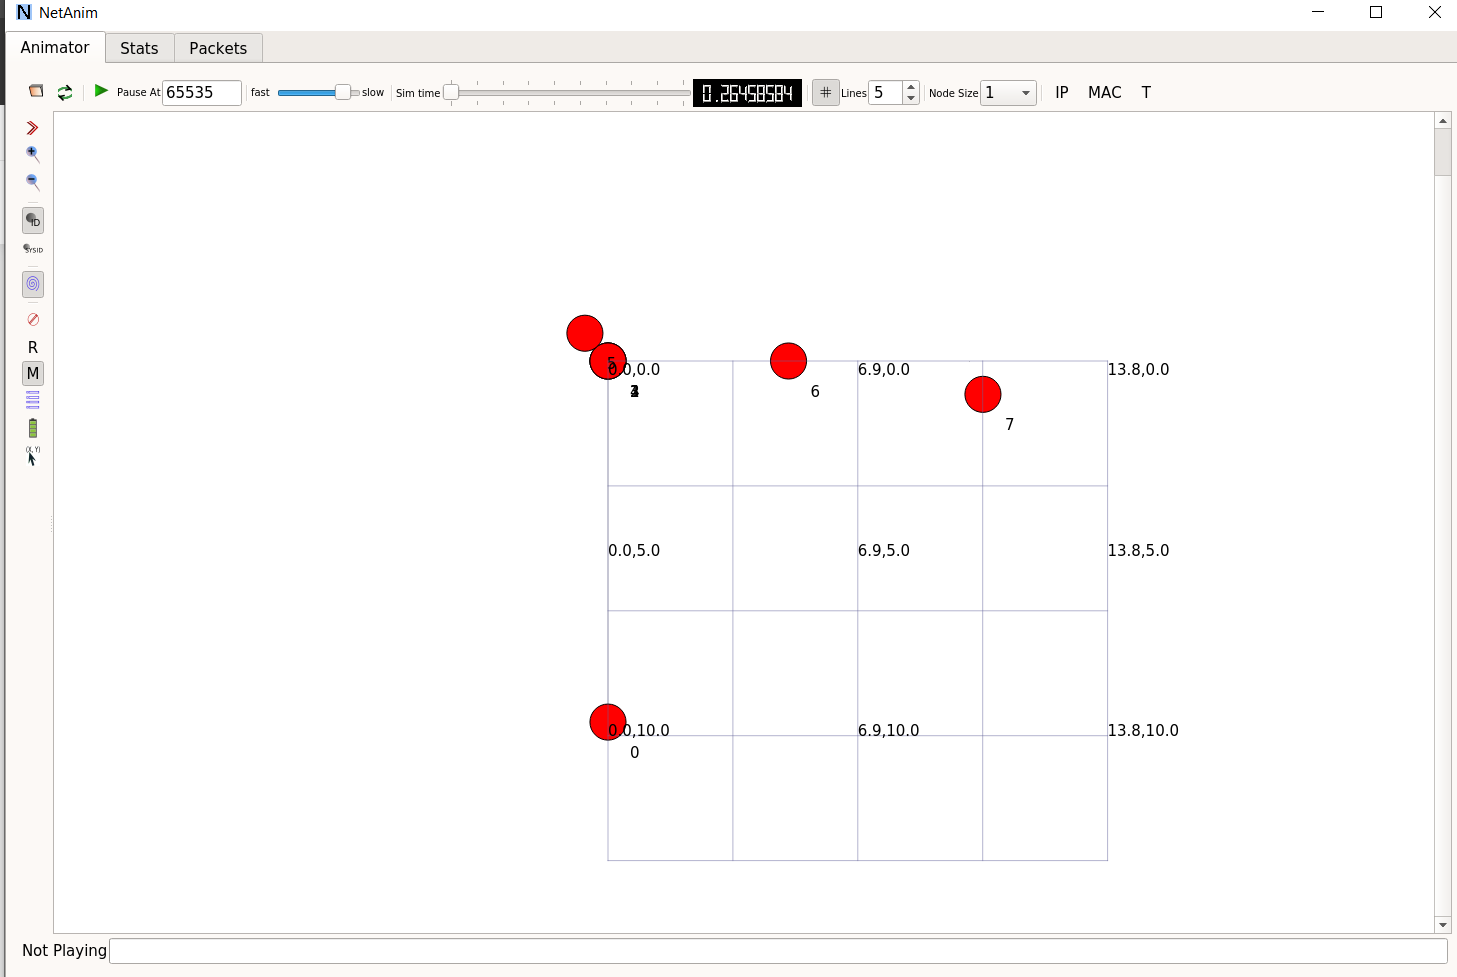 NetAnim
Animator Stats Packets
Pause At 65535 fast slow Sim time 0.26458584 Lines 5 Node Size 1 IP MAC T
ID
SYSID
R
M
(X, Y)
5
0.0,0.0 6.9,0.0 13.8,0.0
6
7
0.0,5.0 6.9,5.0 13.8,5.0
0.0,10.0 6.9,10.0 13.8,10.0
0
Not Playing